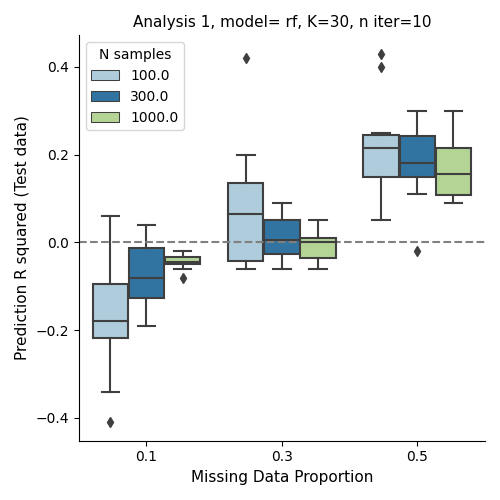 Analysis 1, model= rf, K=30, n iter=10
N samples
100.0
300.0
1000.0
0.4
0.2
0.0
−0.2
−0.4
Prediction R squared (Test data)
0.1
0.3
0.5
Missing Data Proportion